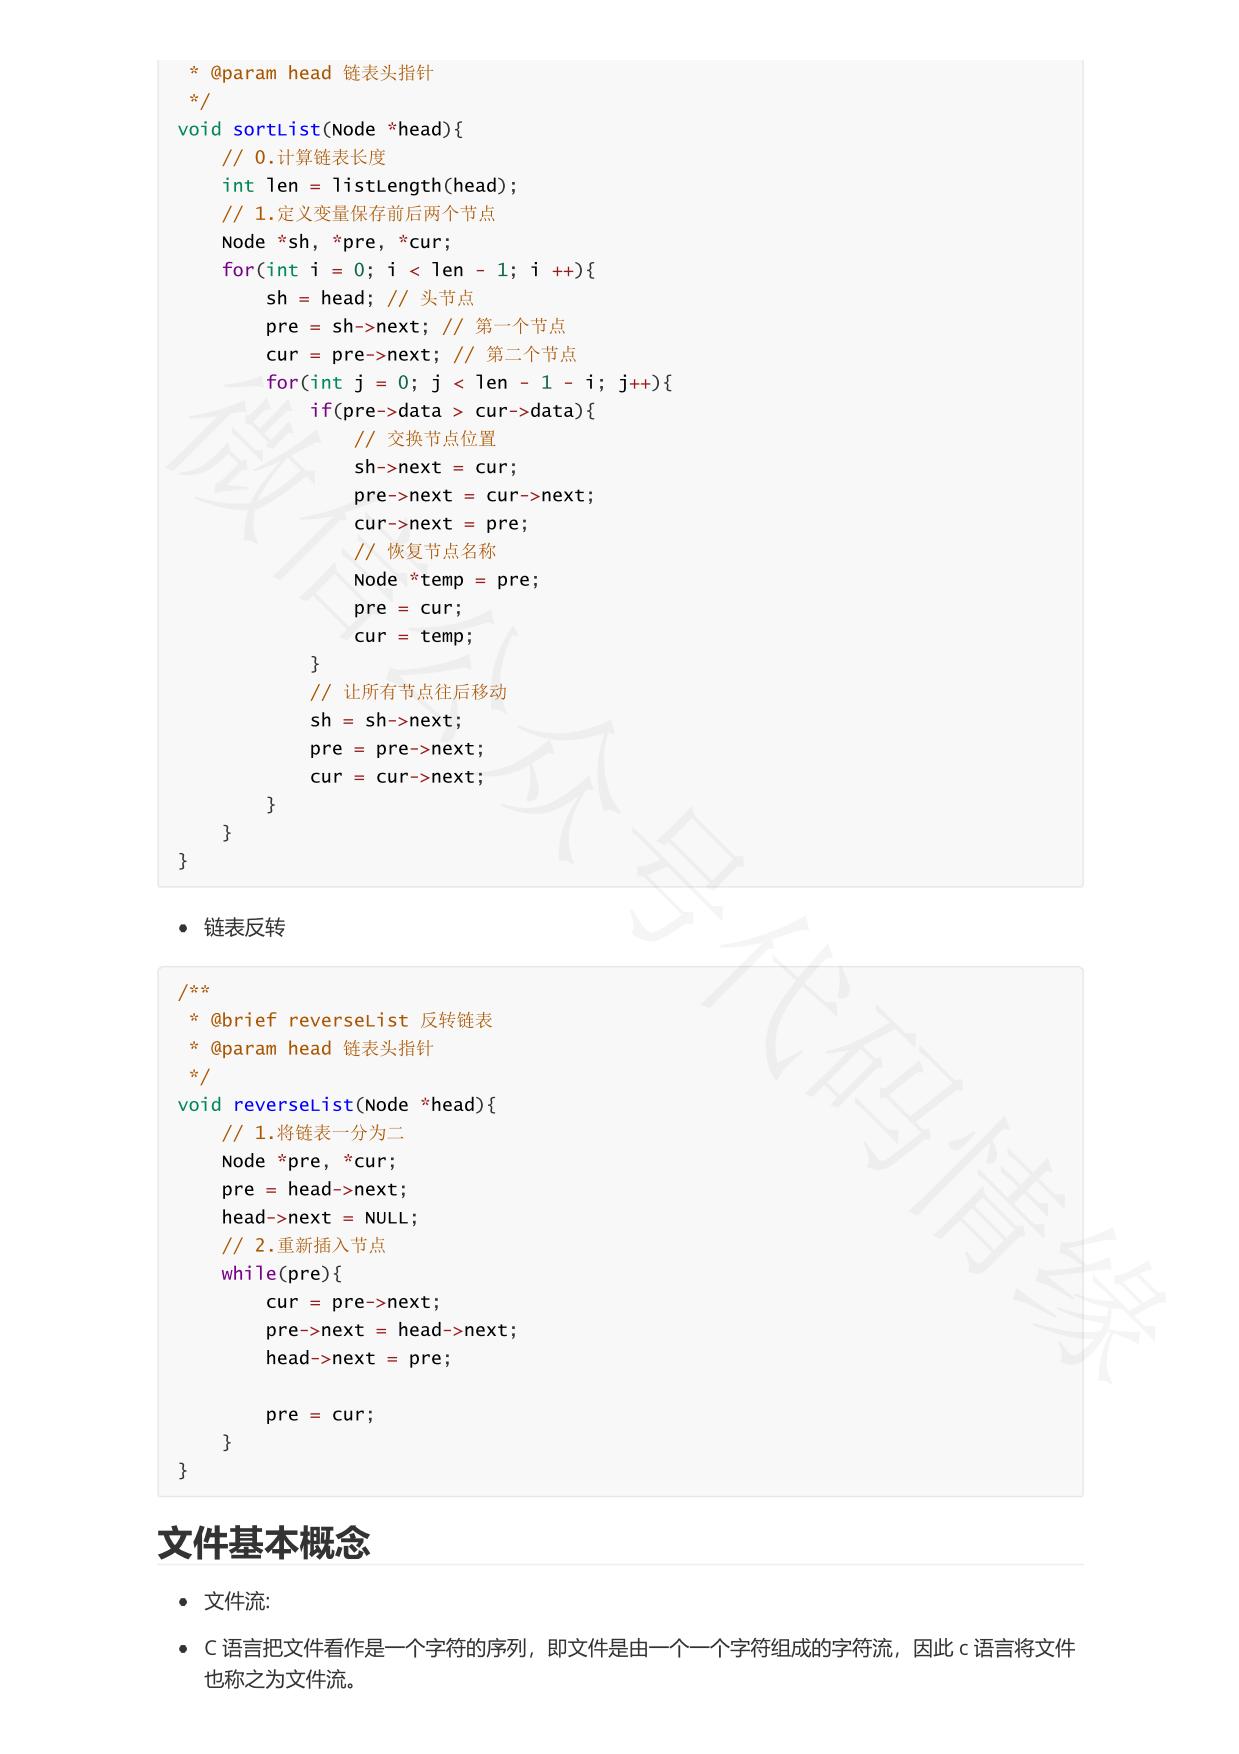 * @param head 链表头指针
 */
void sortList(Node *head){
    // 0.计算链表长度
    int len = listLength(head);
    // 1.定义变量保存前后两个节点
    Node *sh, *pre, *cur;
    for(int i = 0; i < len - 1; i ++){
        sh = head; // 头节点
        pre = sh->next; // 第一个节点
        cur = pre->next; // 第二个节点
        for(int j = 0; j < len - 1 - i; j++){
            if(pre->data > cur->data){
                // 交换节点位置
                sh->next = cur;
                pre->next = cur->next;
                cur->next = pre;
                // 恢复节点名称
                Node *temp = pre;
                pre = cur;
                cur = temp;
            }
            // 让所有节点往后移动
            sh = sh->next;
            pre = pre->next;
            cur = cur->next;
        }
    }
}
• 链表反转
/**
 * @brief reverseList 反转链表
 * @param head 链表头指针
 */
void reverseList(Node *head){
    // 1.将链表一分为二
    Node *pre, *cur;
    pre = head->next;
    head->next = NULL;
    // 2.重新插入节点
    while(pre){
        cur = pre->next;
        pre->next = head->next;
        head->next = pre;

        pre = cur;
    }
}
文件基本概念
• 文件流:
• C 语言把文件看作是一个字符的序列，即文件是由一个一个字符组成的字符流，因此 c 语言将文件
也称之为文件流。
微信公众号代码情缘